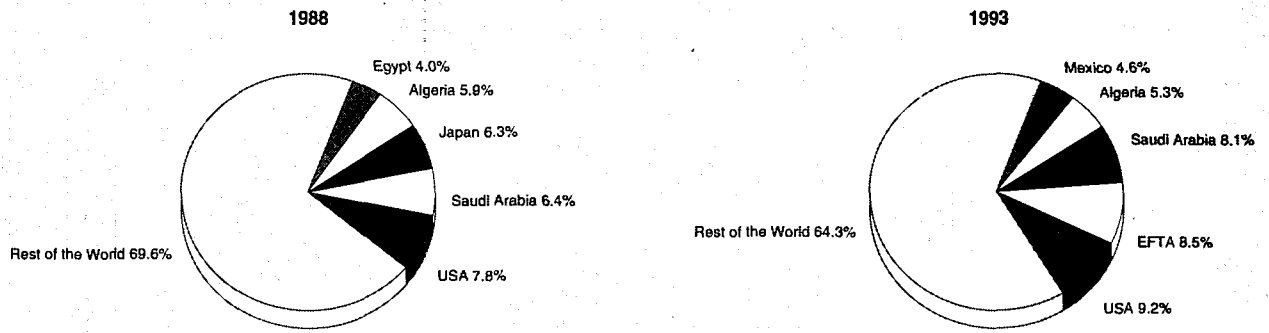 1988
Egypt 4.0%
Algeria 5.9%
Japan 6.3%
Saudi Arabia 6.4%
USA 7.8%
Rest of the World 69.6%
1993
Mexico 4.6%
Algeria 5.3%
Saudi Arabia 8.1%
EFTA 8.5%
USA 9.2%
Rest of the World 64.3%